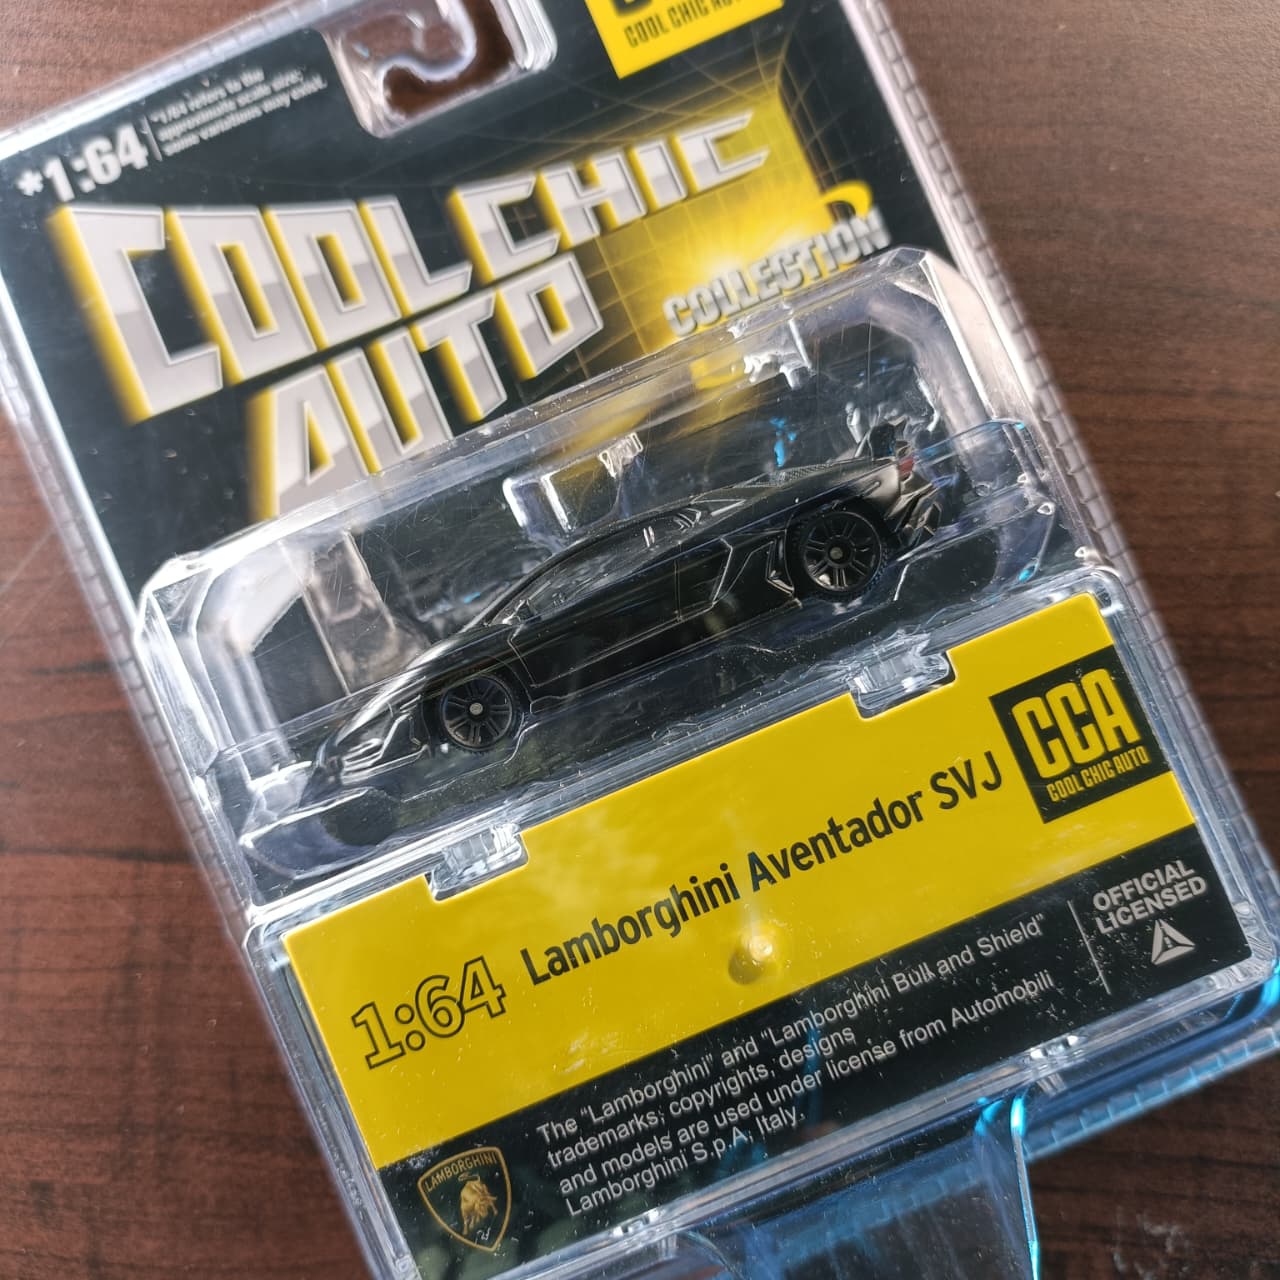 COOL CHIC AUTO
*1:64
*1/64 refers to the
approximate scale size;
some variations may exist.
COOL CHIC
AUTO
COLLECTION
CCA
COOL CHIC AUTO
1:64 Lamborghini Aventador SVJ
OFFICIAL
LICENSED
The "Lamborghini" and "Lamborghini Bull and Shield"
trademarks, copyrights, designs
and models are used under license from Automobili
Lamborghini S.p.A, Italy.
LAMBORGHINI